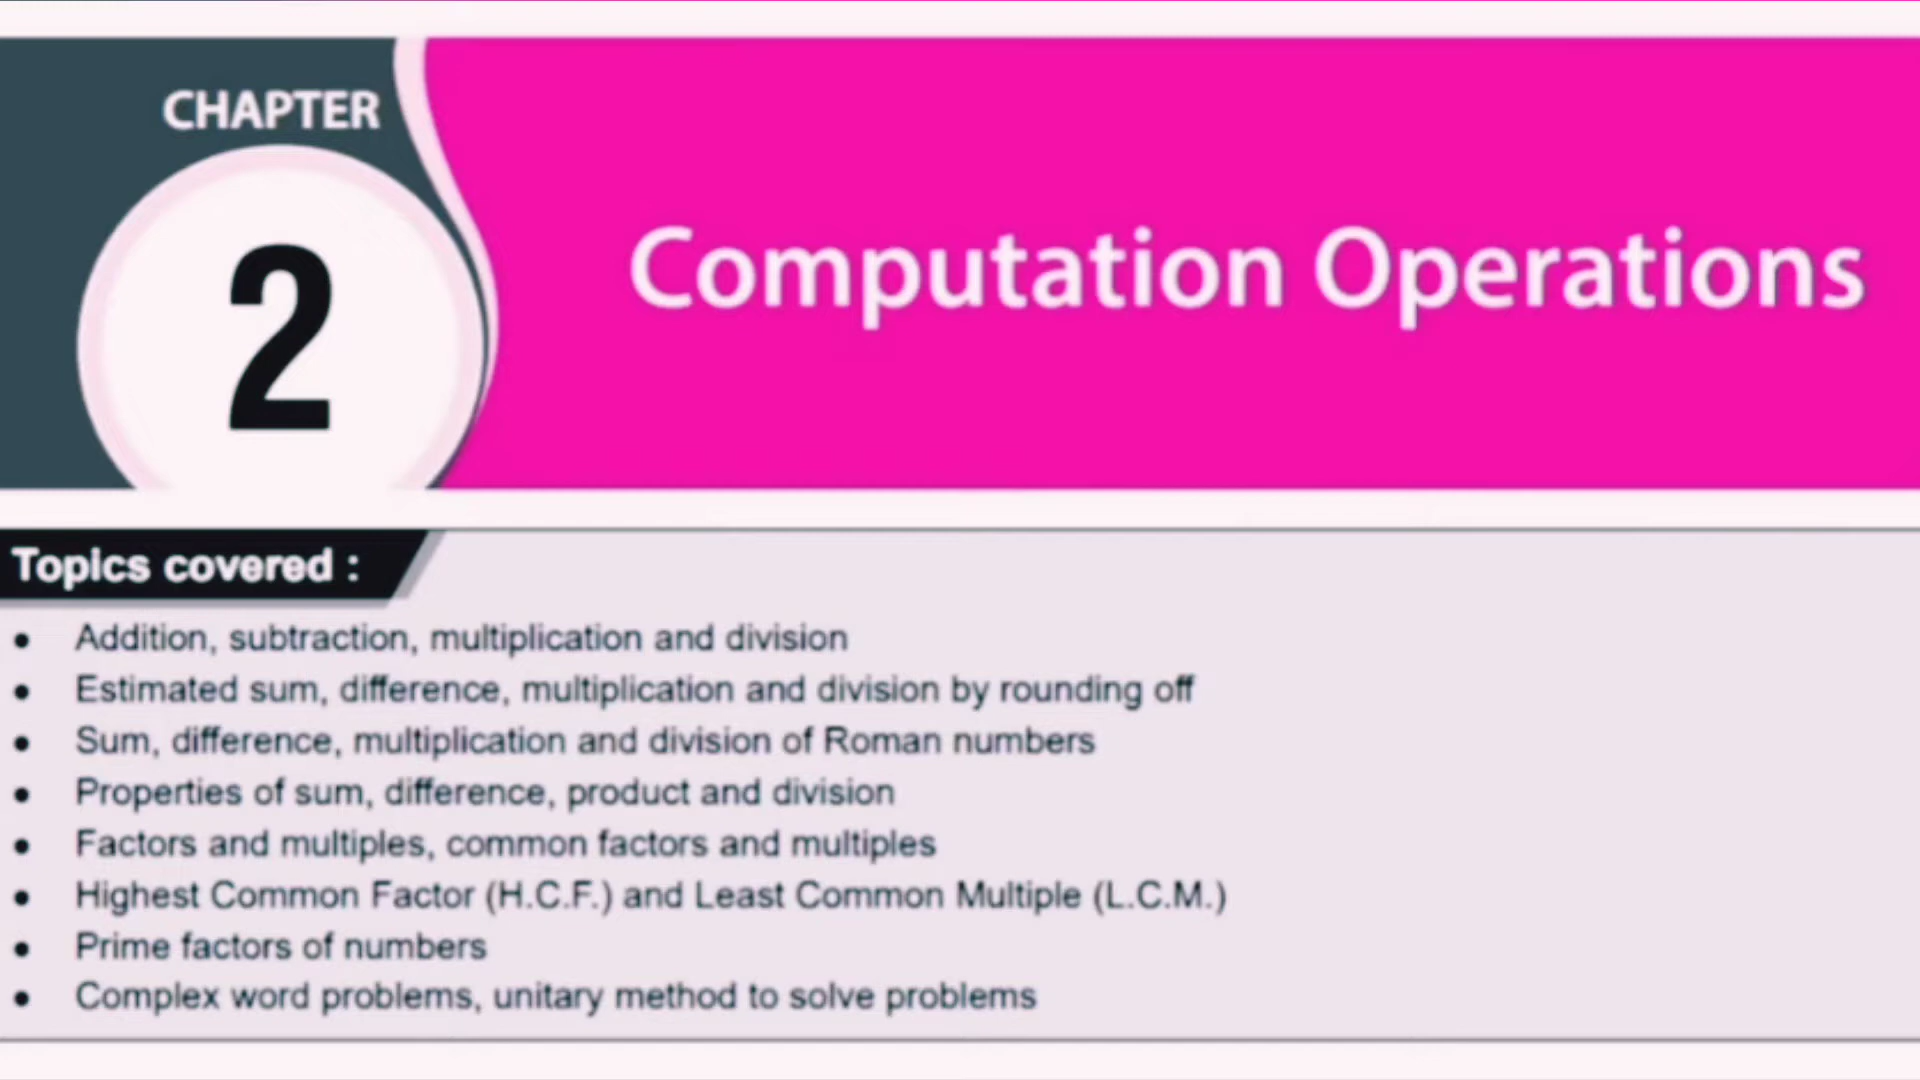 CHAPTER
2
Computation Operations
Topics covered :
• Addition, subtraction, multiplication and division
• Estimated sum, difference, multiplication and division by rounding off
• Sum, difference, multiplication and division of Roman numbers
• Properties of sum, difference, product and division
• Factors and multiples, common factors and multiples
• Highest Common Factor (H.C.F.) and Least Common Multiple (L.C.M.)
• Prime factors of numbers
• Complex word problems, unitary method to solve problems